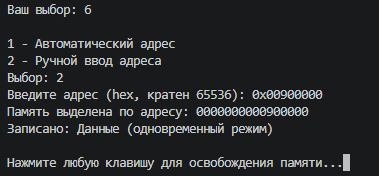 Ваш выбор: 6
1 - Автоматический адрес
2 - Ручной ввод адреса
Выбор: 2
Введите адрес (hex, кратен 65536): 0x00900000
Память выделена по адресу: 0000000000900000
Записано: Данные (одновременный режим)
Нажмите любую клавишу для освобождения памяти...